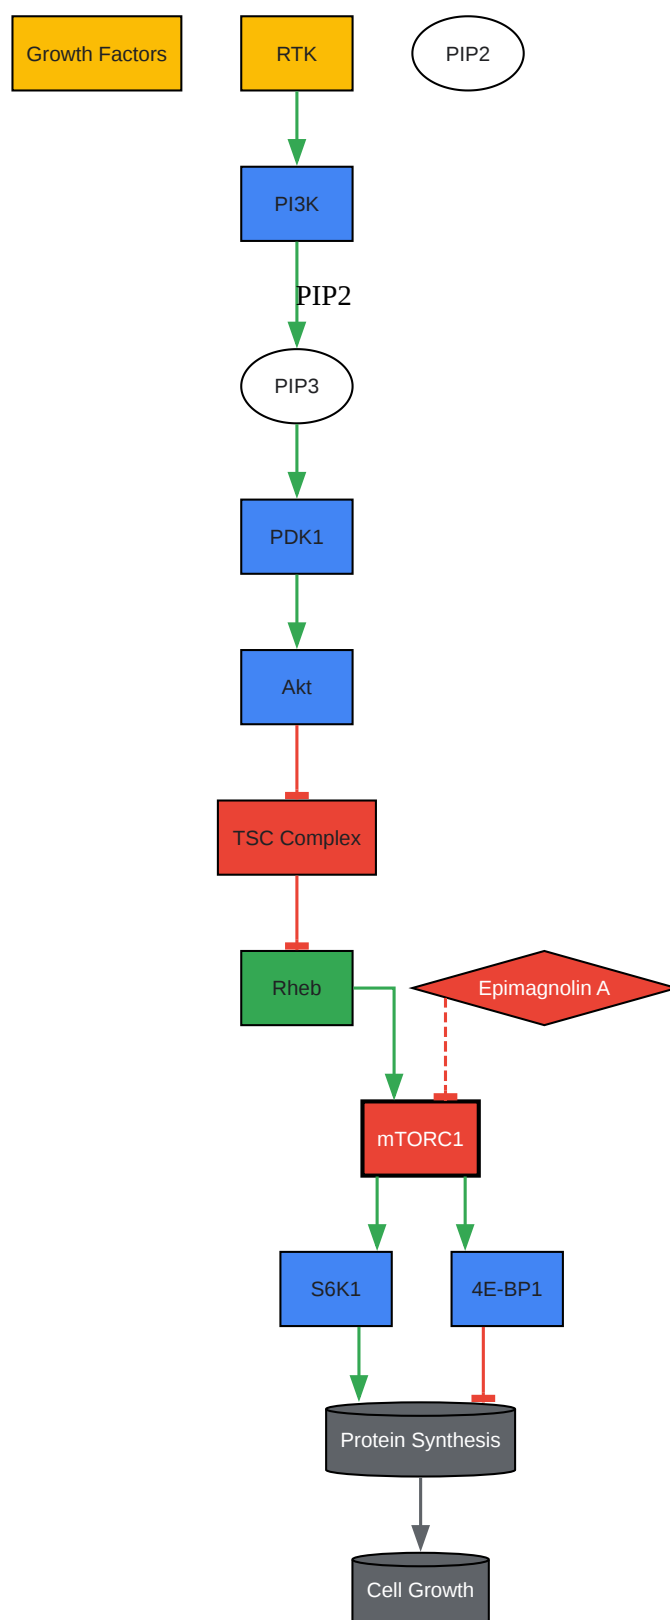 Growth Factors
RTK
PIP2
PI3K
PIP2
PIP3
PDK1
Akt
TSC Complex
Rheb
Epimagnolin A
mTORC1
S6K1
4E-BP1
Protein Synthesis
Cell Growth